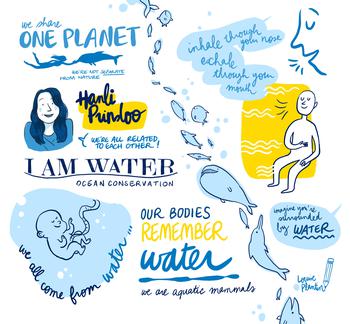 we share
ONE PLANET
WE'RE NOT SEPARATE
FROM NATURE
Hanli
Prinsloo
WE'RE ALL RELATED,
TO EACH OTHER!
I AM WATER
OCEAN CONSERVATION
we all come from water...
OUR BODIES
REMEMBER
water
we are aquatic mammals
inhale through your nose
exhale
through your
mouth
imagine you're
surrounded
by WATER